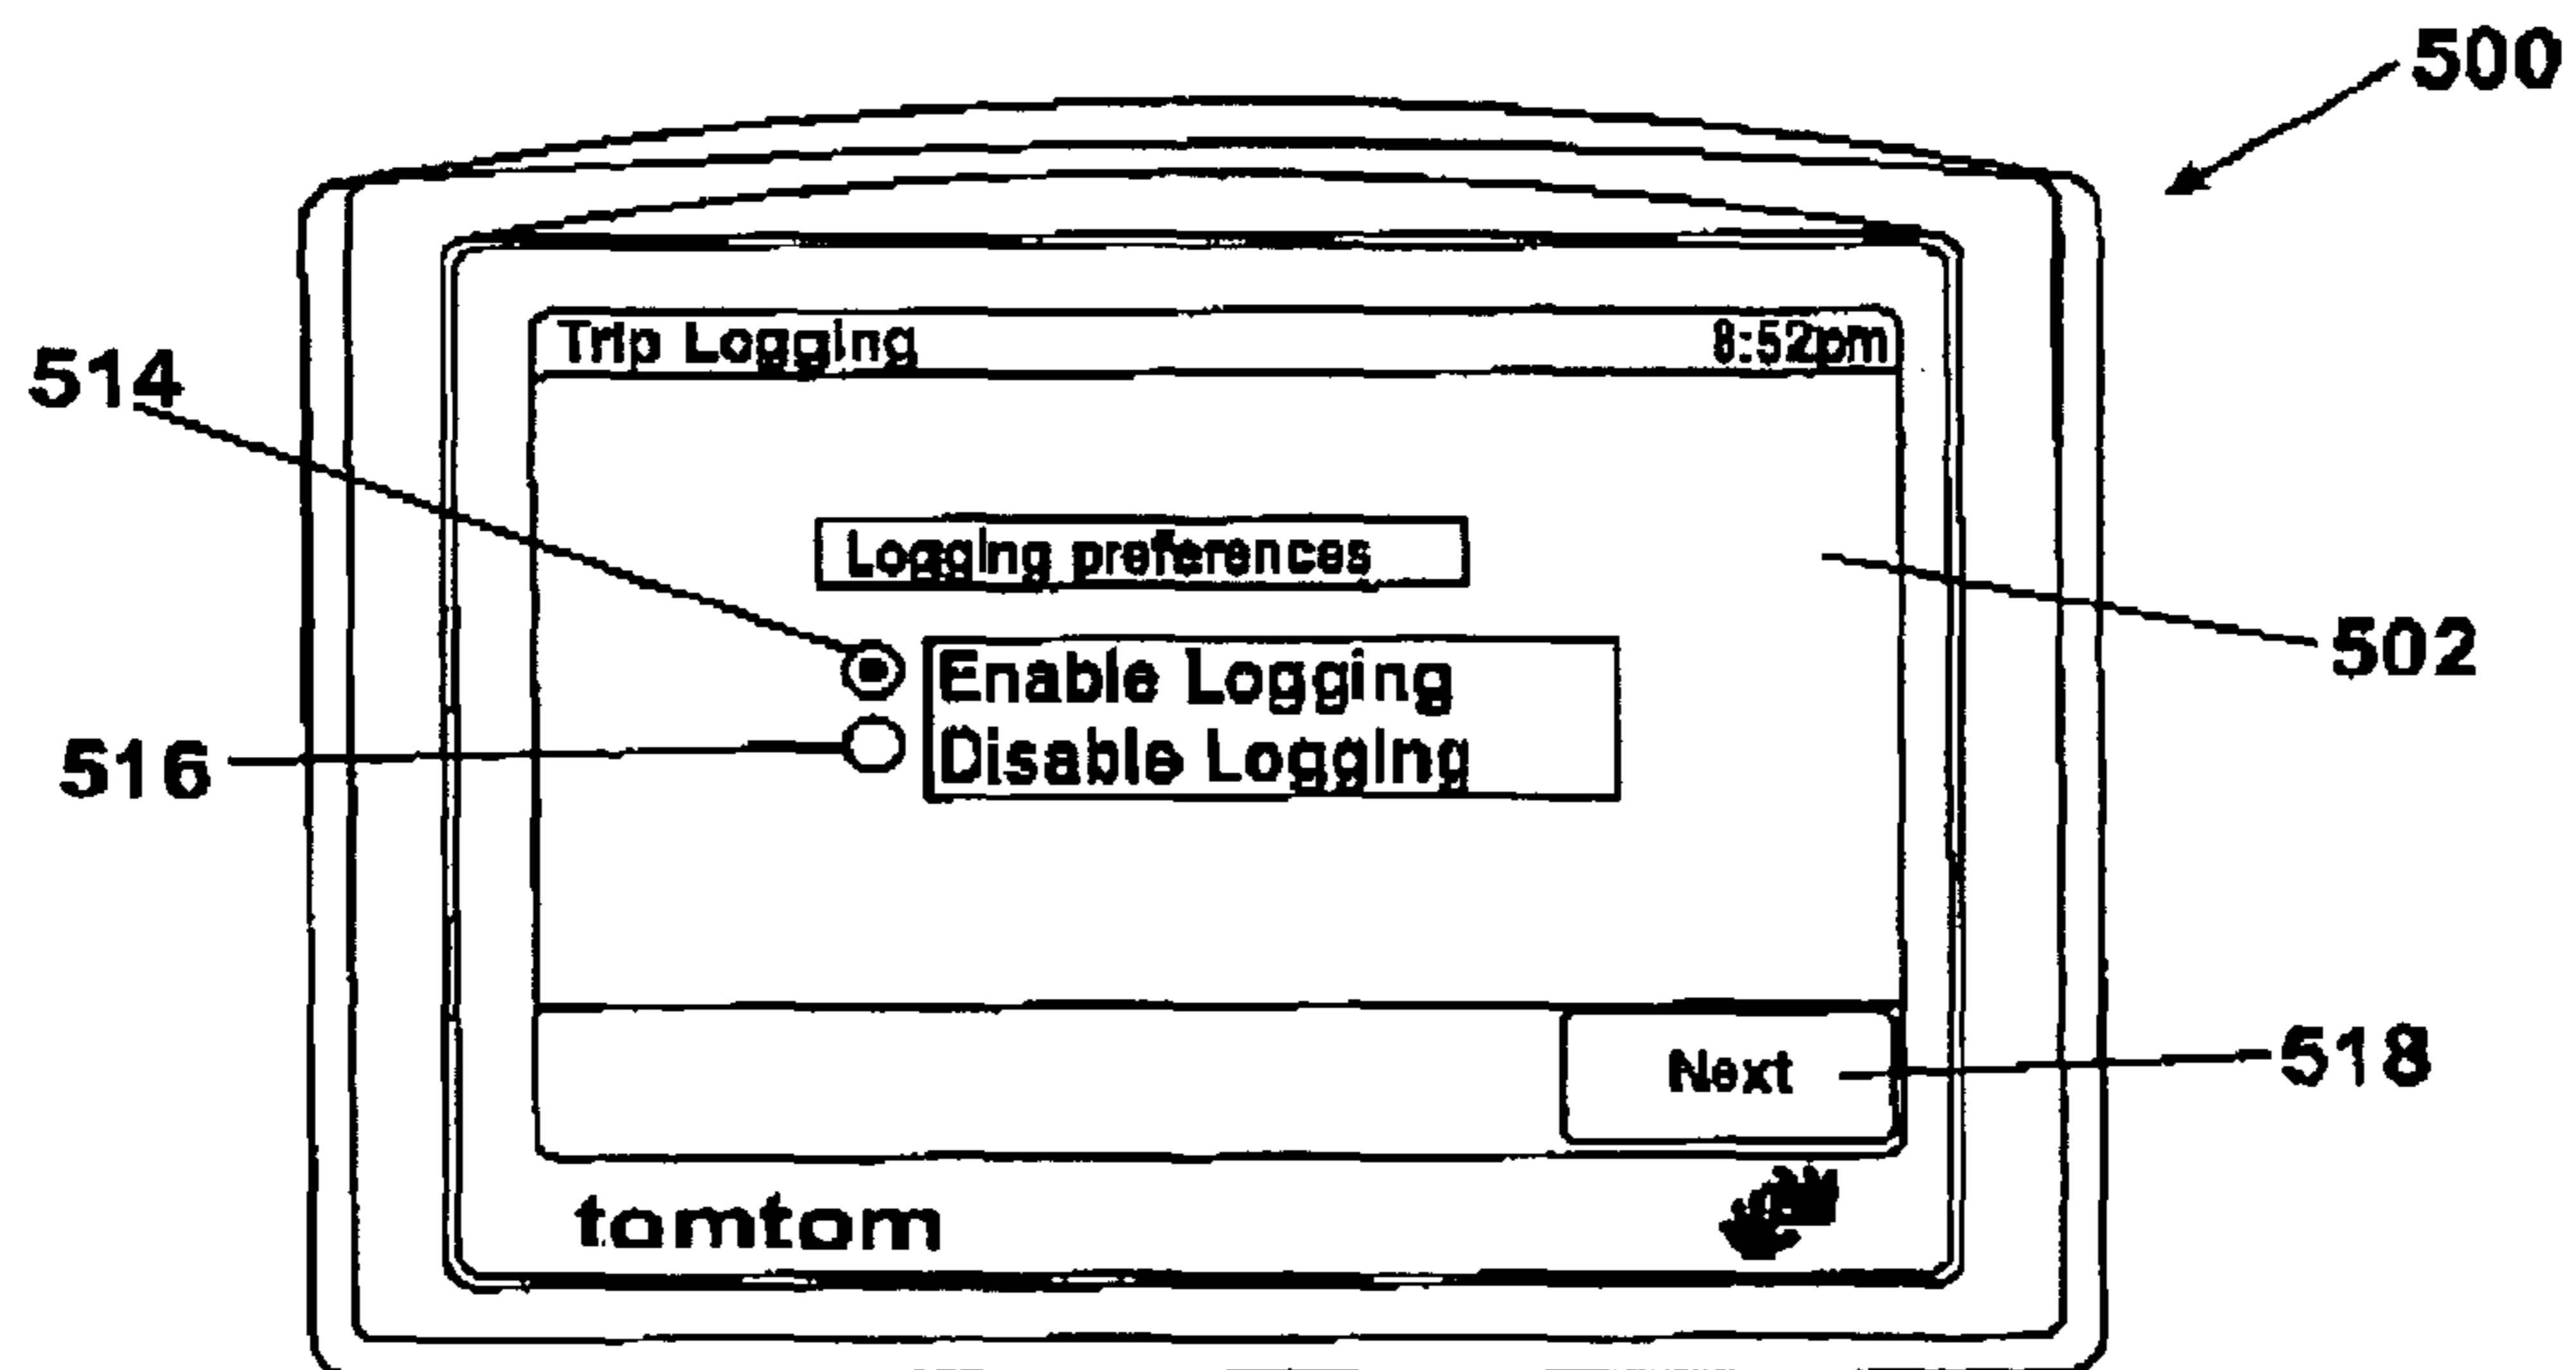 500
Trip Logging 8:52pm
514
Logging preferences
Enable Logging
502
516
Disable Logging
Next
518
tomtom